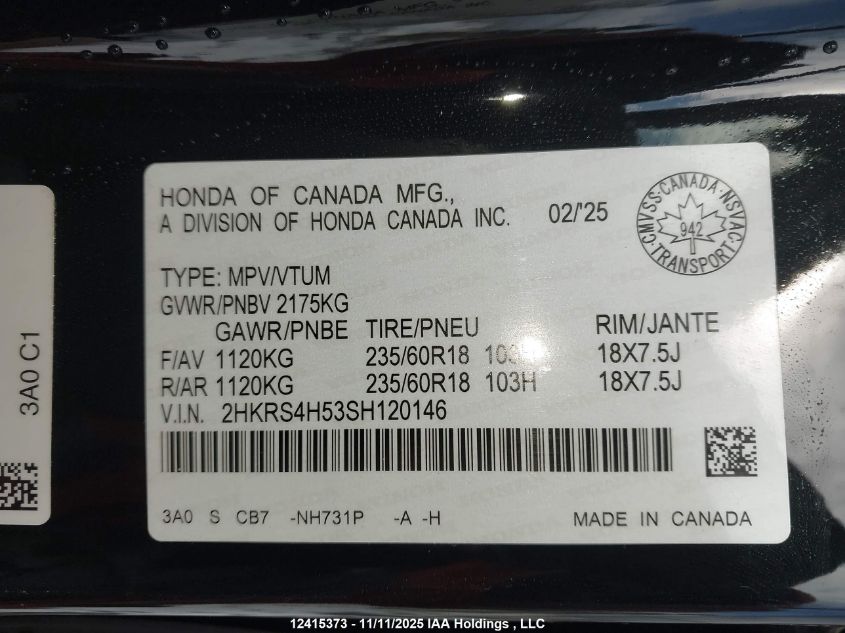 HONDA OF CANADA MFG.,
A DIVISION OF HONDA CANADA INC. 02/'25
CMVSS·CANADA·NSVAC
942
TRANSPORT
TYPE: MPV/VTUM
GVWR/PNBV 2175KG
GAWR/PNBE TIRE/PNEU RIM/JANTE
F/AV 1120KG 235/60R18 18X7.5J
R/AR 1120KG 235/60R18 103H 18X7.5J
V.I.N. 2HKRS4H53SH120146
3A0 S CB7 -NH731P -A -H MADE IN CANADA
3A0 C1
12415373 - 11/11/2025 IAA Holdings , LLC